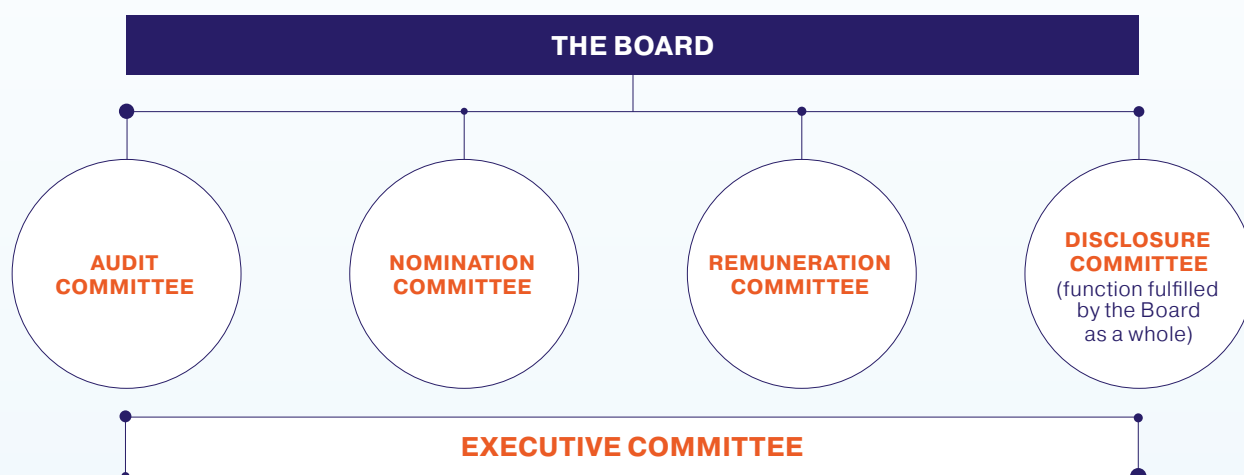 THE BOARD
AUDIT
COMMITTEE
NOMINATION
COMMITTEE
REMUNERATION
COMMITTEE
DISCLOSURE
COMMITTEE
(function fulfilled
by the Board
as a whole)
EXECUTIVE COMMITTEE